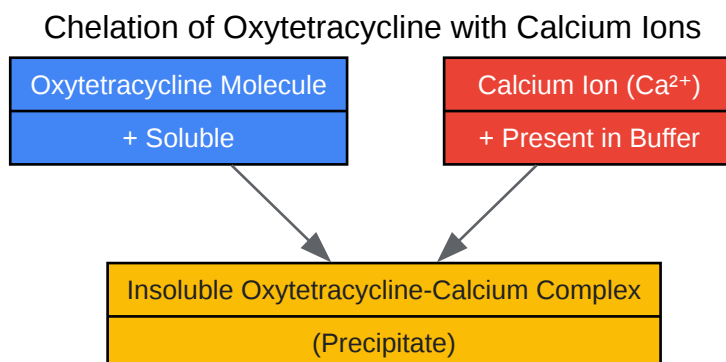 Chelation of Oxytetracycline with Calcium Ions
Oxytetracycline Molecule
+ Soluble
Calcium Ion (Ca²⁺)
+ Present in Buffer
Insoluble Oxytetracycline-Calcium Complex
(Precipitate)